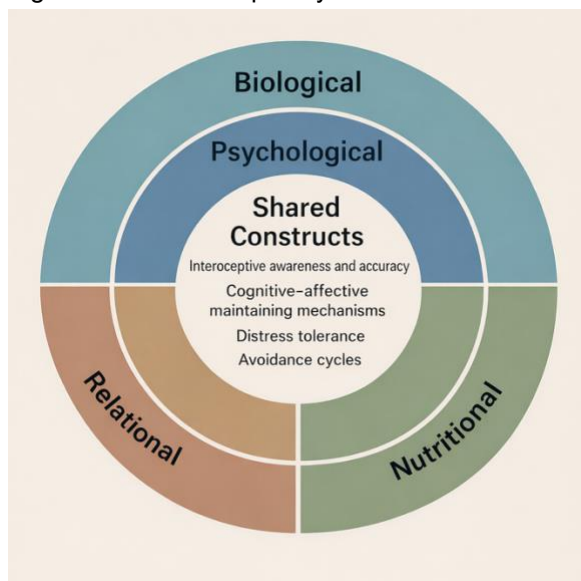 Biological
Psychological
Shared
Constructs
Interoceptive awareness and accuracy
Cognitive–affective
maintaining mechanisms
Distress tolerance
Avoidance cycles
Relational
Nutritional